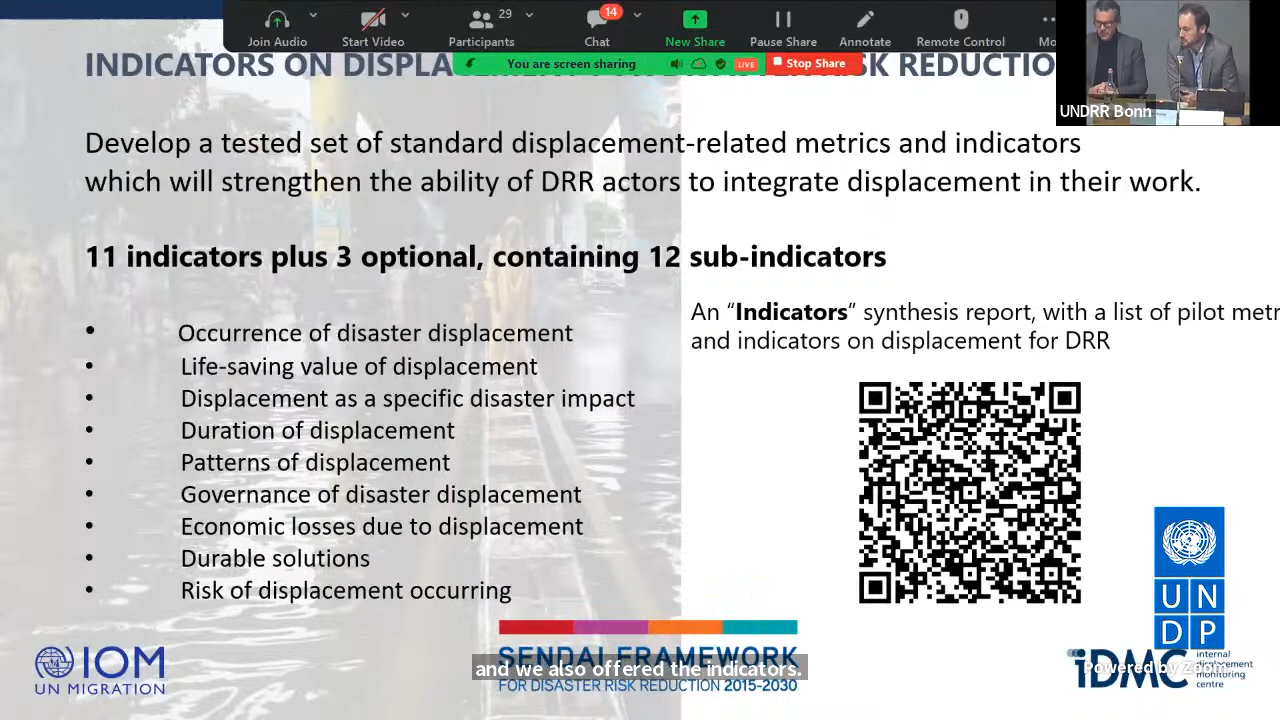 Join Audio
Start Video
Participants
29
Chat
14
New Share
Pause Share
Annotate
Remote Control
You are screen sharing
LIVE
Stop Share
UNDRR Bonn
INDICATORS ON
Develop a tested set of standard displacement-related metrics and indicators
which will strengthen the ability of DRR actors to integrate displacement in their work.
11 indicators plus 3 optional, containing 12 sub-indicators
An “Indicators” synthesis report, with a list of pilot
and indicators on displacement for DRR
• Occurrence of disaster displacement
• Life-saving value of displacement
• Displacement as a specific disaster impact
• Duration of displacement
• Patterns of displacement
• Governance of disaster displacement
• Economic losses due to displacement
• Durable solutions
• Risk of displacement occurring
IOM
UN MIGRATION
SENDAI FRAMEWORK
and we also offered the indicators.
FOR DISASTER RISK REDUCTION 2015-2030
U N
D P
iDMC
internal
displacement
monitoring
centre
Powered by Zoom